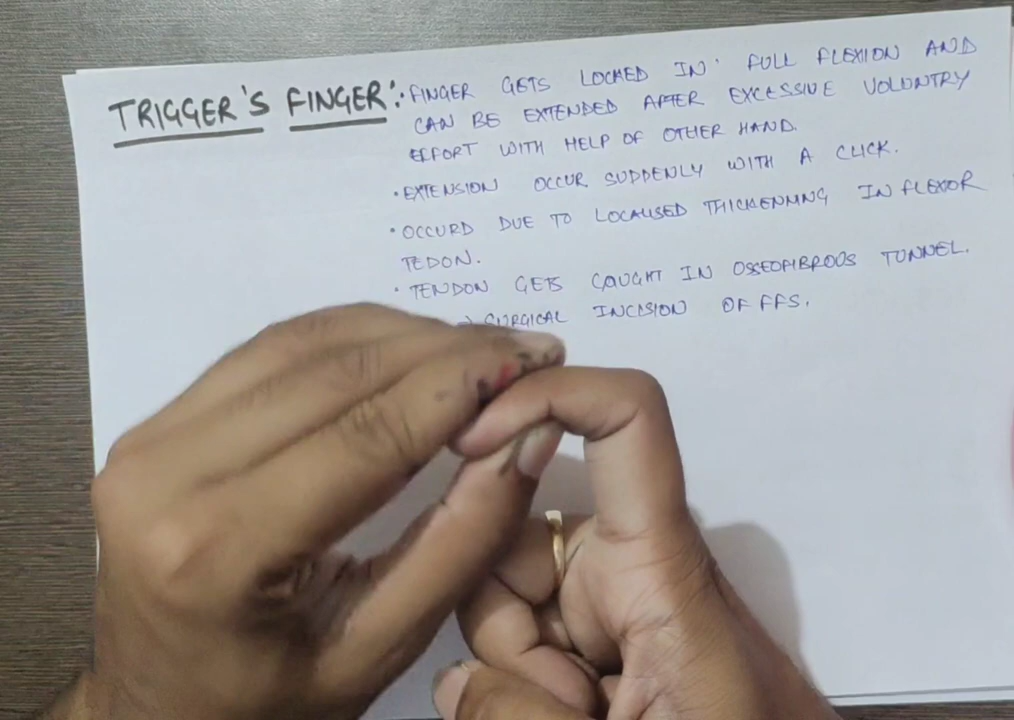 TRIGGER'S FINGER :· FINGER GETS LOCKED IN FULL FLEXION AND
CAN BE EXTENDED AFTER EXCESSIVE VOLUNTRY
EFFORT WITH HELP OF OTHER HAND.
· EXTENSION OCCUR SUDDENLY WITH A CLICK.
· OCCURD DUE TO LOCALISED THICKENNING IN FLEXOR
TEDON.
· TENDON GETS CAUGHT IN OSSEOFIBROOS TUNNEL.
→ SURGICAL INCISION OF FFS.